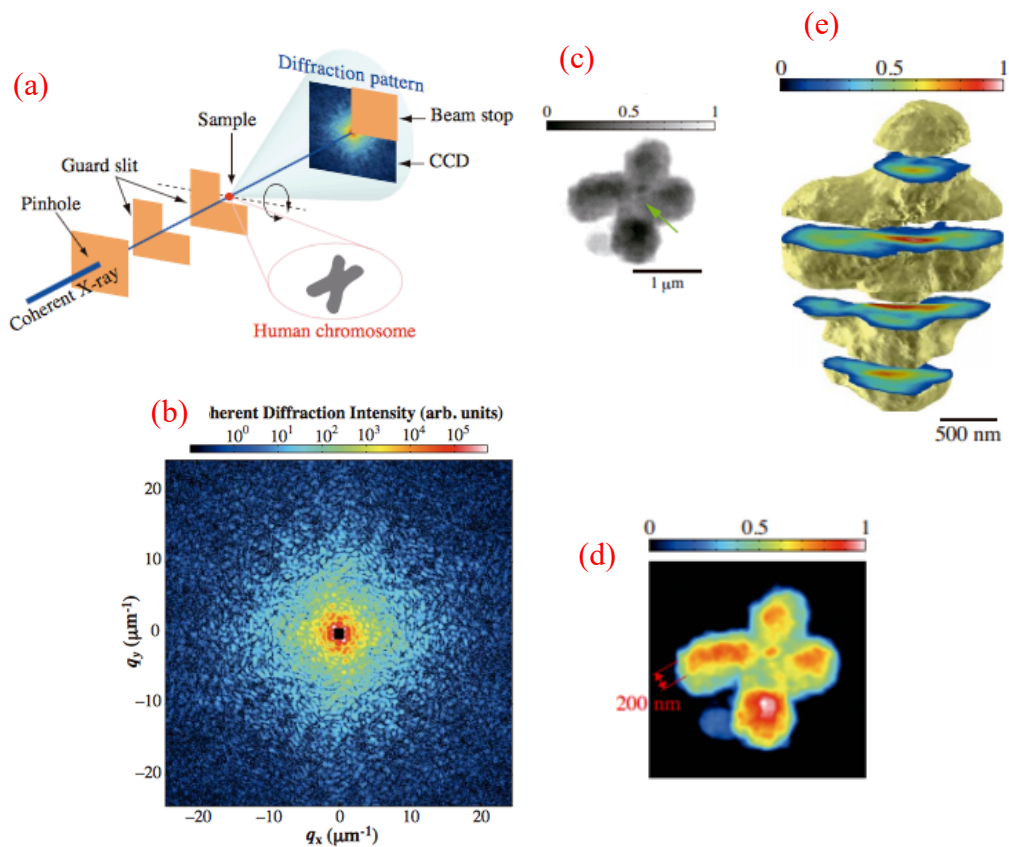 (a)
Diffraction pattern
Beam stop
CCD
Sample
Guard slit
Pinhole
Coherent X-ray
Human chromosome
(b)
herent Diffraction Intensity (arb. units)
10⁰ 10¹ 10² 10³ 10⁴ 10⁵
20
10
0
−10
−20
qy (μm⁻¹)
−20 −10 0 10 20
qx (μm⁻¹)
(c)
0 0.5 1
1 μm
(e)
0 0.5 1
500 nm
(d)
0 0.5 1
200 nm